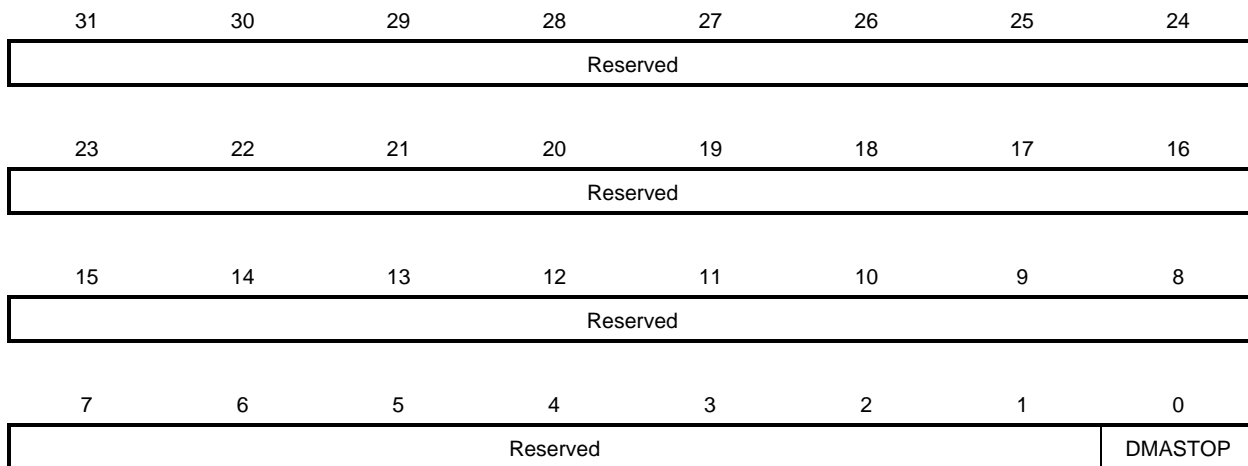 31 30 29 28 27 26 25 24
Reserved
23 22 21 20 19 18 17 16
Reserved
15 14 13 12 11 10 9 8
Reserved
7 6 5 4 3 2 1 0
Reserved DMASTOP